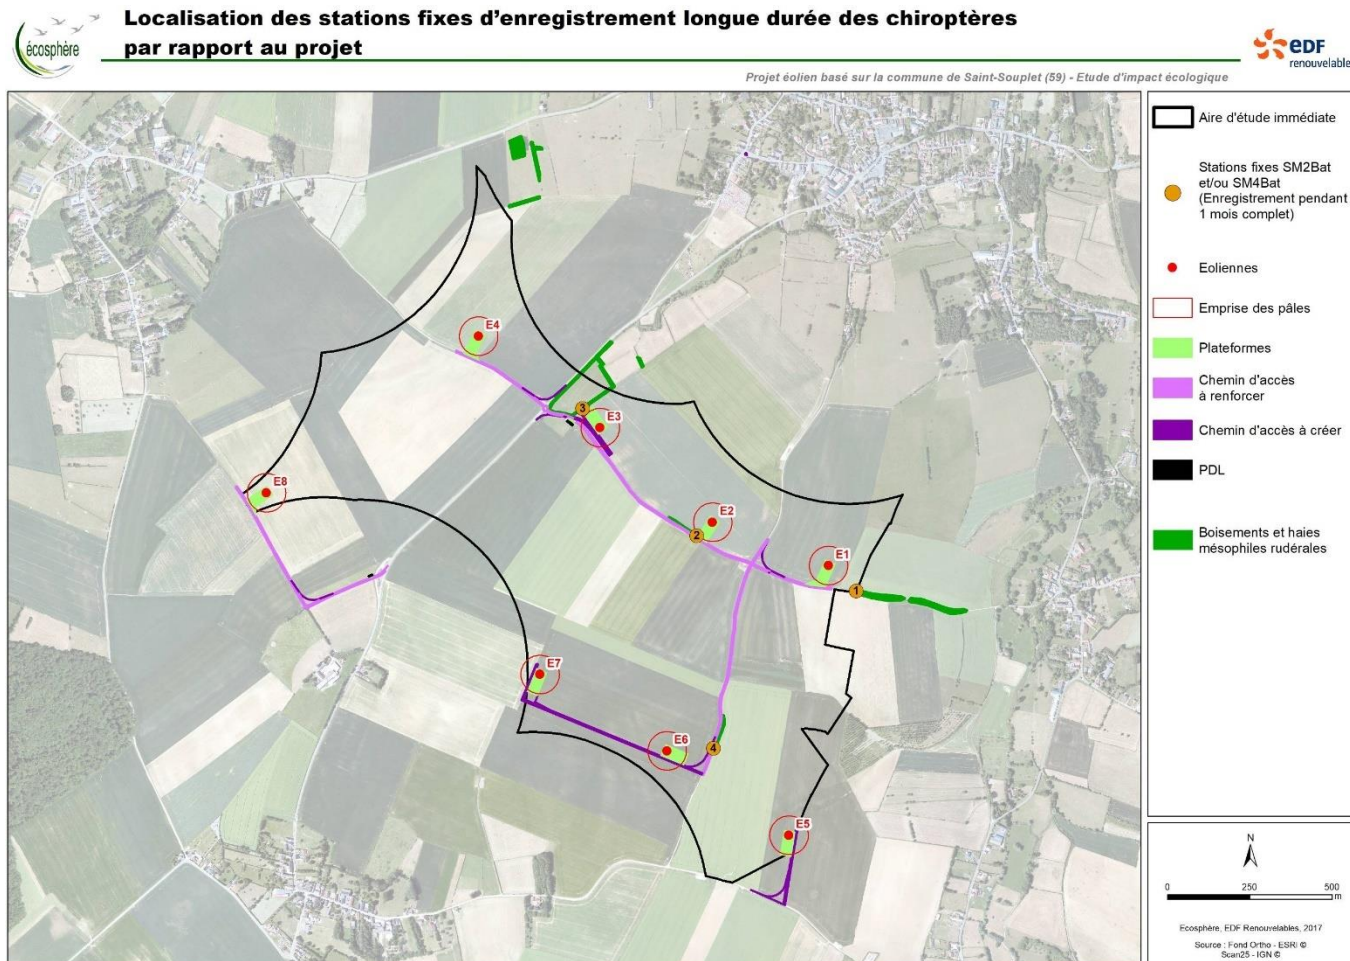 Localisation des stations fixes d'enregistrement longue durée des chiroptères
par rapport au projet
écosphère
eDF
renouvelables
Projet éolien basé sur la commune de Saint-Souplet (59) - Etude d'impact écologique
Aire d'étude immédiate
Stations fixes SM2Bat
et/ou SM4Bat
(Enregistrement pendant
1 mois complet)
Eoliennes
Emprise des pâles
Plateformes
Chemin d'accès
à renforcer
Chemin d'accès à créer
PDL
Boisements et haies
mésophiles rudérales
E4
3
E3
E8
E2
2
E1
1
E7
E6
4
E5
N
0 250 500
m
Ecosphère, EDF Renouvelables, 2017
Source : Fond Ortho - ESRI ©
Scan25 - IGN ©